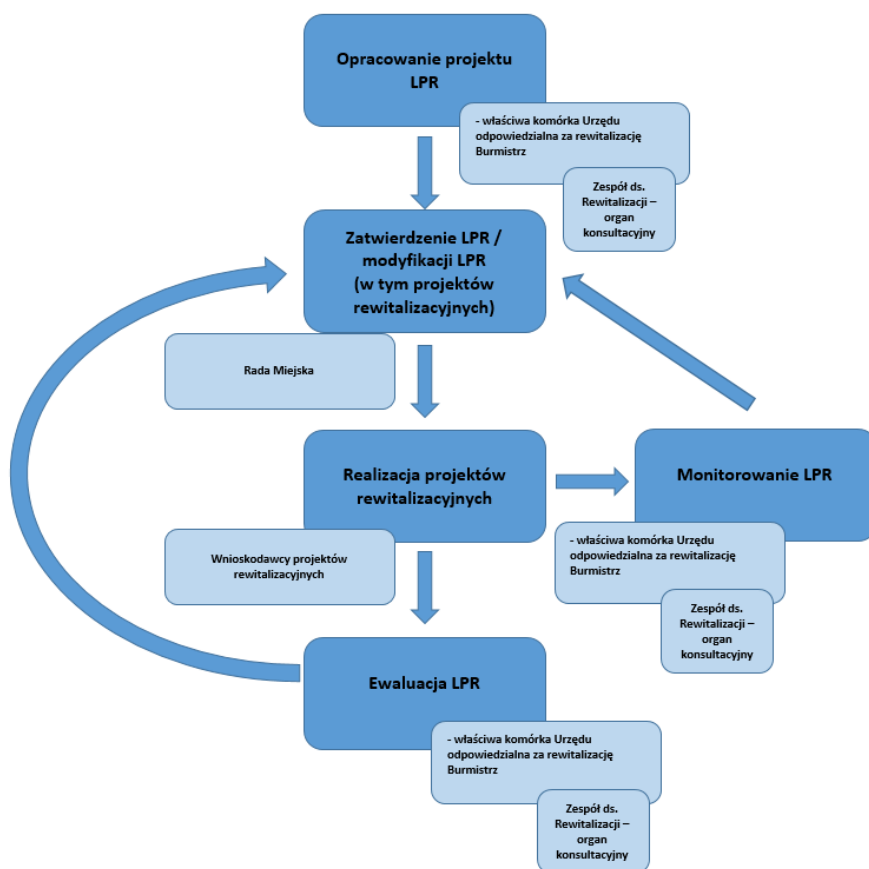 Opracowanie projektu
LPR
- właściwa komórka Urzędu
odpowiedzialna za rewitalizację
Burmistrz
Zespół ds.
Rewitalizacji –
organ
konsultacyjny
Zatwierdzenie LPR /
modyfikacji LPR
(w tym projektów
rewitalizacyjnych)
Rada Miejska
Realizacja projektów
rewitalizacyjnych
Wnioskodawcy projektów
rewitalizacyjnych
Monitorowanie LPR
- właściwa komórka Urzędu
odpowiedzialna za rewitalizację
Burmistrz
Zespół ds.
Rewitalizacji –
organ
konsultacyjny
Ewaluacja LPR
- właściwa komórka Urzędu
odpowiedzialna za rewitalizację
Burmistrz
Zespół ds.
Rewitalizacji –
organ
konsultacyjny